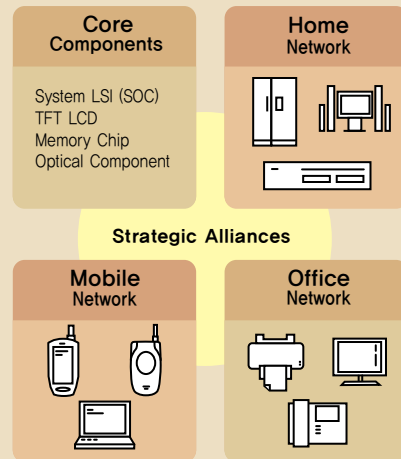 Core
Components
System LSI (SOC)
TFT LCD
Memory Chip
Optical Component
Home
Network
Strategic Alliances
Mobile
Network
Office
Network